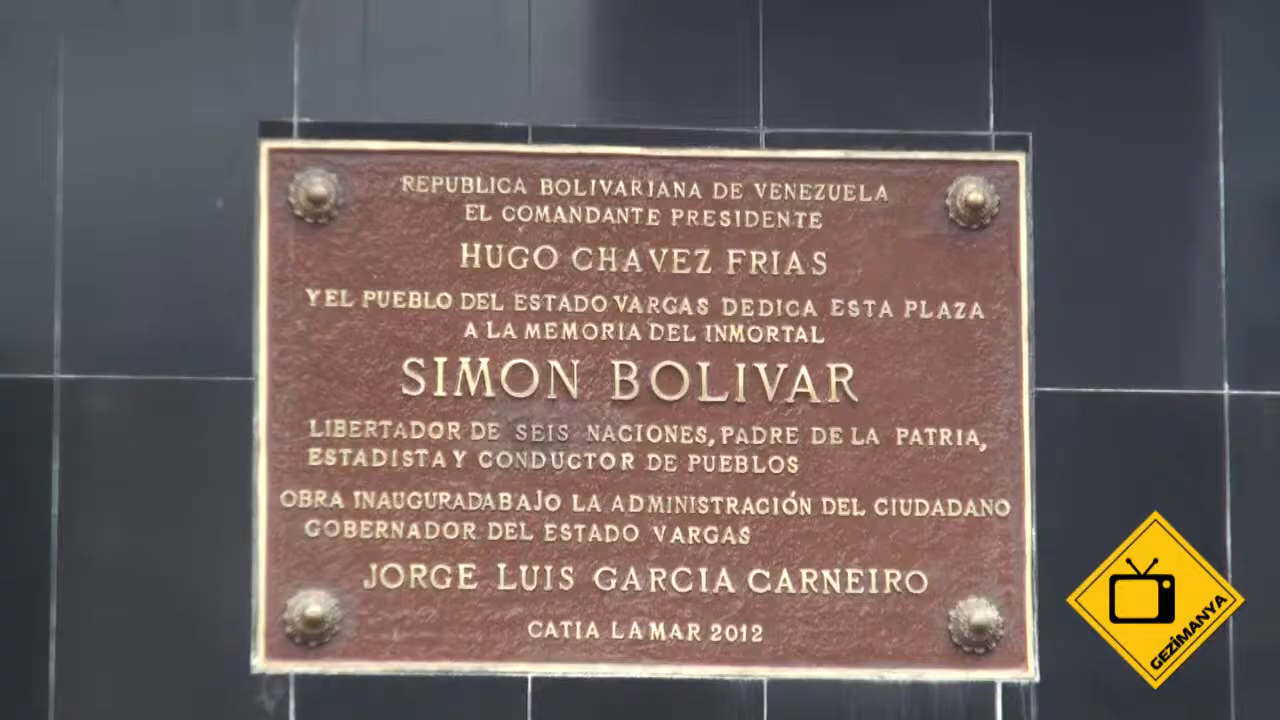 REPUBLICA BOLIVARIANA DE VENEZUELA
EL COMANDANTE PRESIDENTE
HUGO CHAVEZ FRIAS
Y EL PUEBLO DEL ESTADO VARGAS DEDICA ESTA PLAZA
A LA MEMORIA DEL INMORTAL
SIMON BOLIVAR
LIBERTADOR DE SEIS NACIONES, PADRE DE LA PATRIA,
ESTADISTA Y CONDUCTOR DE PUEBLOS
OBRA INAUGURADA BAJO LA ADMINISTRACIÓN DEL CIUDADANO
GOBERNADOR DEL ESTADO VARGAS
JORGE LUIS GARCIA CARNEIRO
CATIA LA MAR 2012
GEZİMANYA